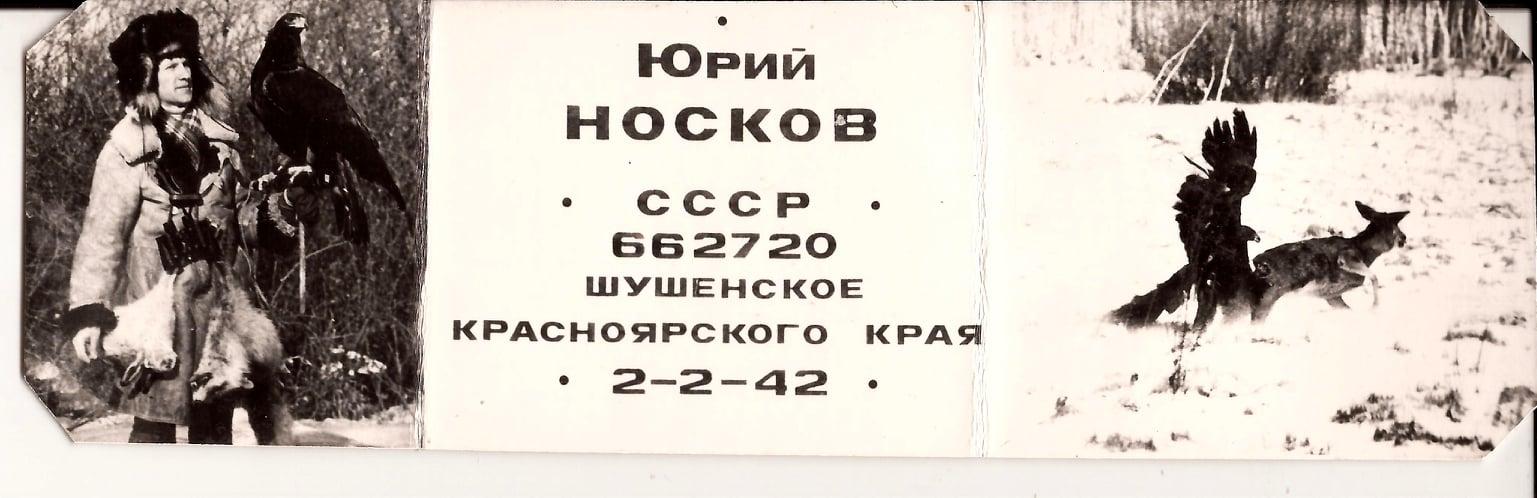 Юрий
НОСКОВ
• СССР •
662720
ШУШЕНСКОЕ
КРАСНОЯРСКОГО КРАЯ
• 2-2-42 •